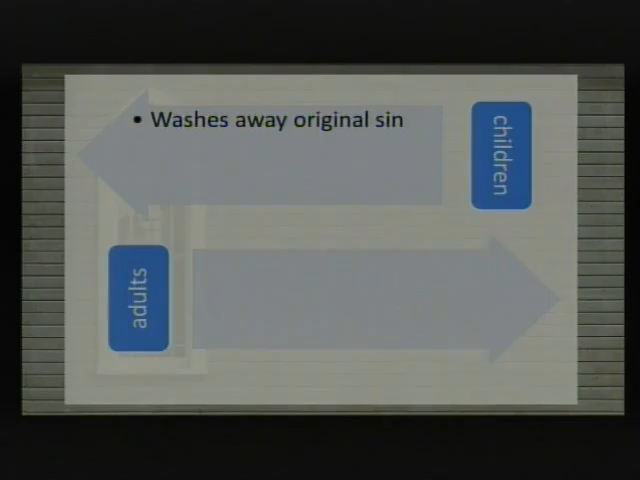 • Washes away original sin
children
adults